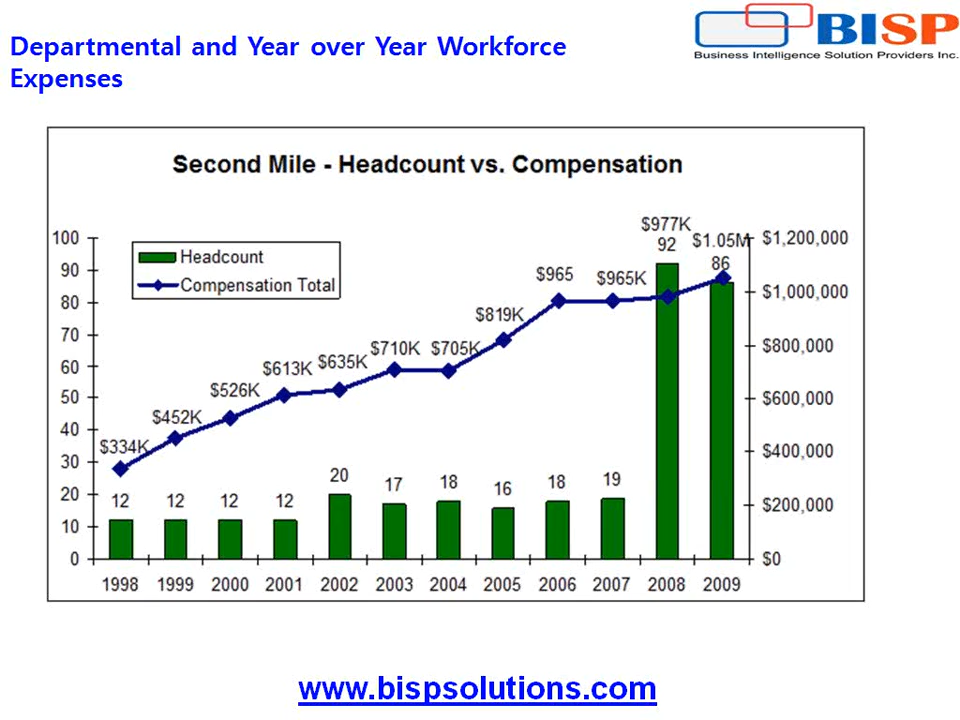 Departmental and Year over Year Workforce
Expenses
BISP
Business Intelligence Solution Providers Inc.
Second Mile - Headcount vs. Compensation
Headcount
Compensation Total
100
90
80
70
60
50
40
30
20
10
0
$334K
$452K
$526K
$613K
$635K
$710K
$705K
$819K
$965
$965K
$977K
$1.05M
12
12
12
12
20
17
18
16
18
19
92
86
$1,200,000
$1,000,000
$800,000
$600,000
$400,000
$200,000
$0
1998 1999 2000 2001 2002 2003 2004 2005 2006 2007 2008 2009
www.bispsolutions.com